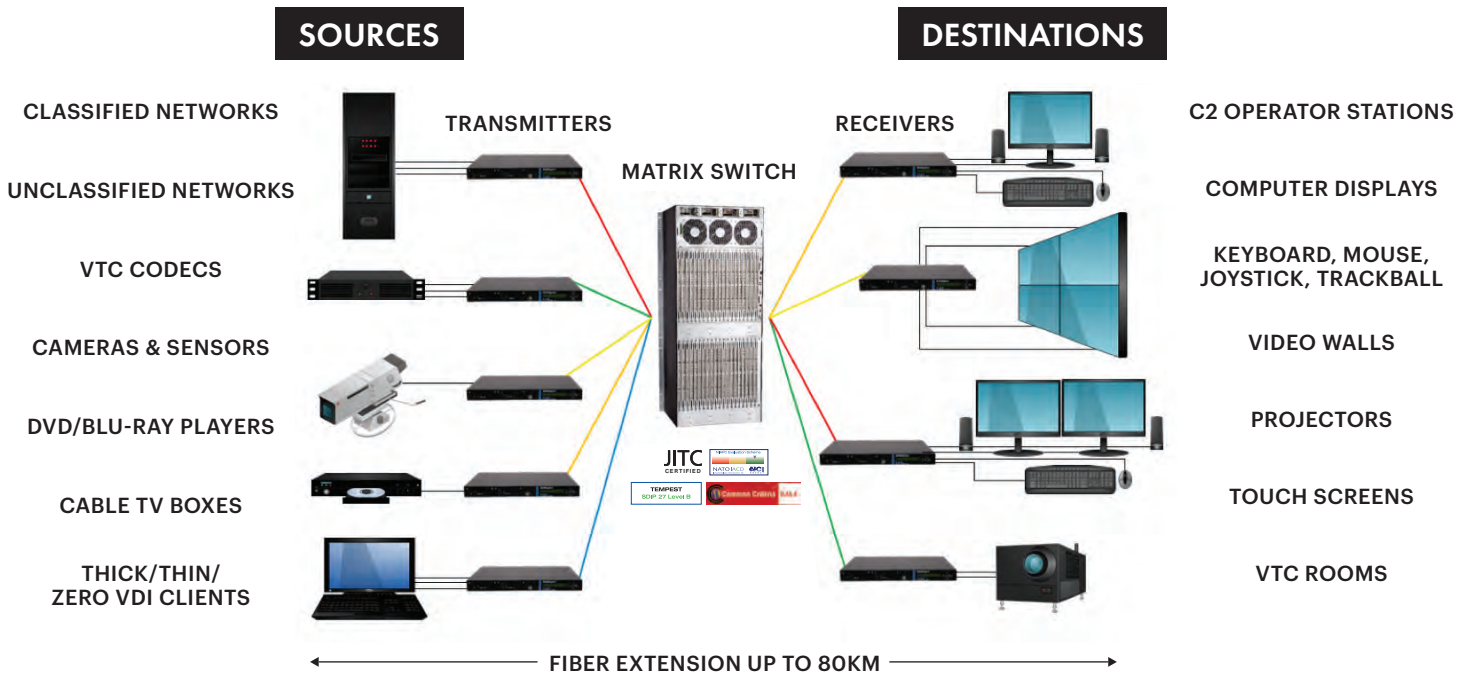 SOURCES
DESTINATIONS
CLASSIFIED NETWORKS
UNCLASSIFIED NETWORKS
VTC CODECS
CAMERAS & SENSORS
DVD/BLU-RAY PLAYERS
CABLE TV BOXES
THICK/THIN/
ZERO VDI CLIENTS
TRANSMITTERS
MATRIX SWITCH
JITC
CERTIFIED
NATO
TEMPEST
SDIP 27 Level B
Common Criteria
RECEIVERS
C2 OPERATOR STATIONS
COMPUTER DISPLAYS
KEYBOARD, MOUSE,
JOYSTICK, TRACKBALL
VIDEO WALLS
PROJECTORS
TOUCH SCREENS
VTC ROOMS
FIBER EXTENSION UP TO 80KM